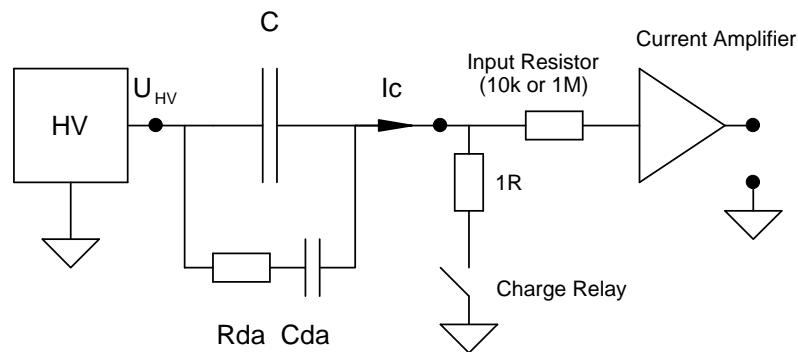 C
Current Amplifier
Input Resistor
(10k or 1M)
U HV
Ic
HV
1R
Charge Relay
Rda Cda